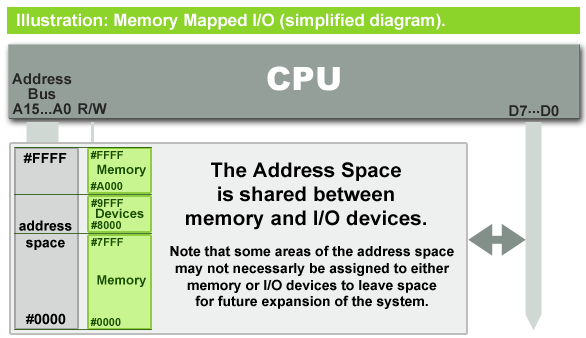 Illustration: Memory Mapped I/O (simplified diagram).
CPU
Address
Bus
A15...A0 R/W
D7...D0
#FFFF
address
space
#0000
#FFFF
Memory
#A000
#9FFF
Devices
#8000
#7FFF
Memory
#0000
The Address Space
is shared between
memory and I/O devices.
Note that some areas of the address space
may not necessarly be assigned to either
memory or I/O devices to leave space
for future expansion of the system.